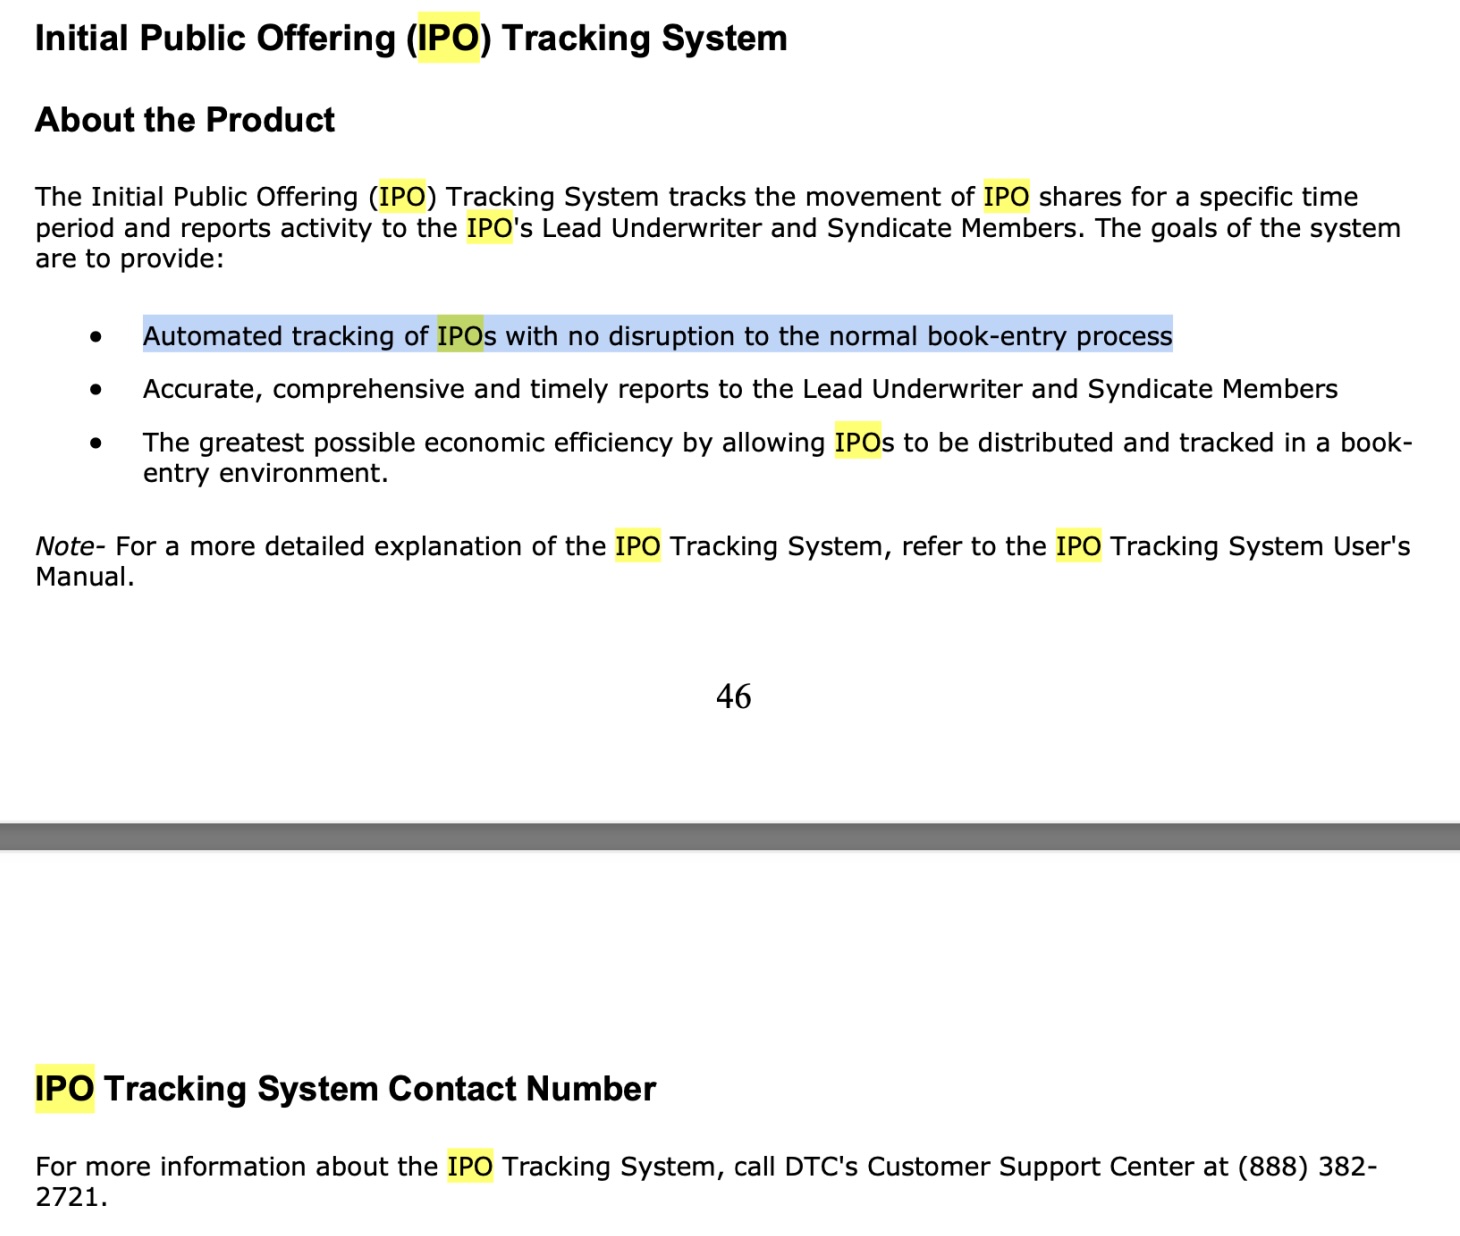 Initial Public Offering (IPO) Tracking System
About the Product
The Initial Public Offering (IPO) Tracking System tracks the movement of IPO shares for a specific time
period and reports activity to the IPO's Lead Underwriter and Syndicate Members. The goals of the system
are to provide:
• Automated tracking of IPOs with no disruption to the normal book-entry process
• Accurate, comprehensive and timely reports to the Lead Underwriter and Syndicate Members
• The greatest possible economic efficiency by allowing IPOs to be distributed and tracked in a book-
entry environment.
Note- For a more detailed explanation of the IPO Tracking System, refer to the IPO Tracking System User's
Manual.
46
IPO Tracking System Contact Number
For more information about the IPO Tracking System, call DTC's Customer Support Center at (888) 382-
2721.